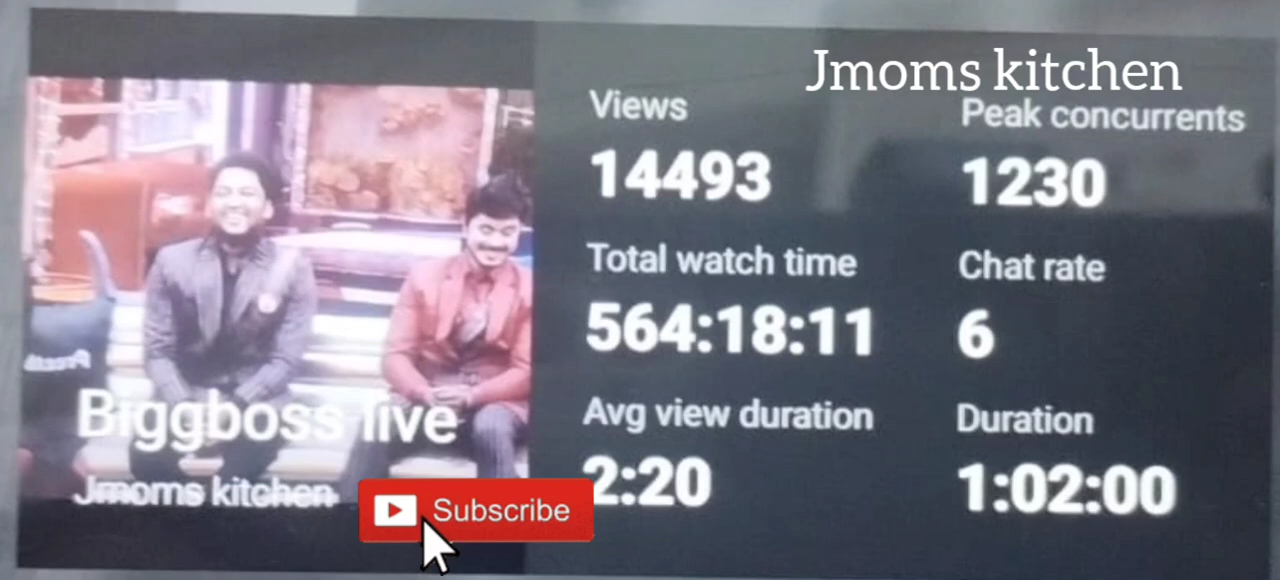 Jmoms kitchen
Views
14493
Peak concurrents
1230
Total watch time
564:18:11
Chat rate
6
Avg view duration
2:20
Duration
1:02:00
Biggboss live
Jmoms kitchen
Subscribe